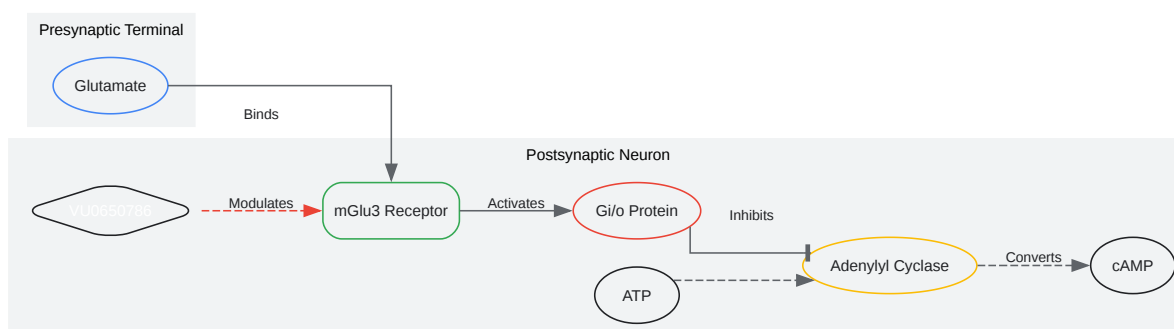 Presynaptic Terminal
Glutamate
Binds
Postsynaptic Neuron
VU0650786
Modulates
mGlu3 Receptor
Activates
Gi/o Protein
Inhibits
Adenylyl Cyclase
Converts
cAMP
ATP